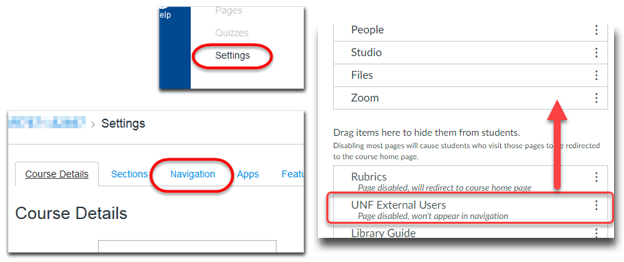 elp
Pages
Quizzes
Settings
> Settings
Course Details
Sections
Navigation
Apps
Featu
Course Details
People
Studio
Files
Zoom
Drag items here to hide them from students.
Disabling most pages will cause students who visit those pages to be redirected
to the course home page.
Rubrics
Page disabled, will redirect to course home page
UNF External Users
Page disabled, won't appear in navigation
Library Guide